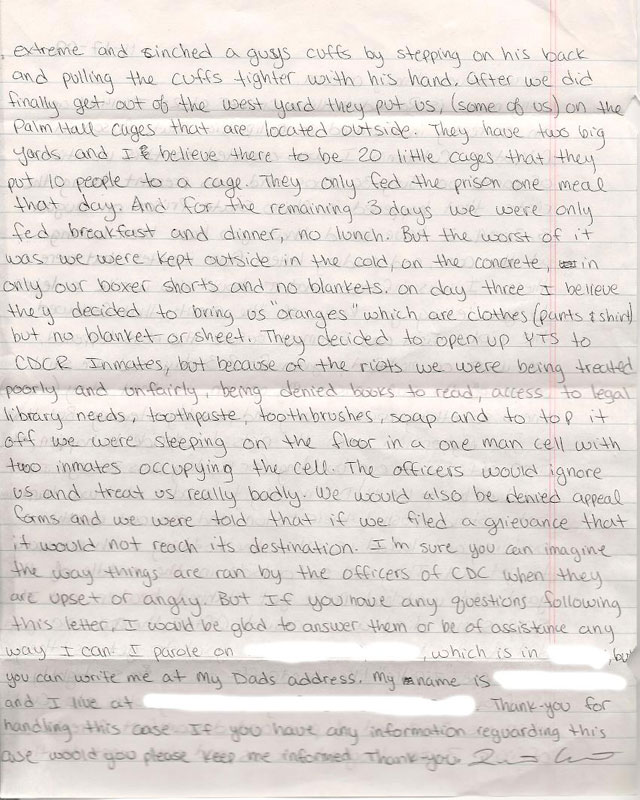 extreme and sinched a gusys cuffs by stepping on his back
and pulling the cuffs tighter with his hand. After we did
finally get out of the west yard they put us, (some of us) on the
Palm Hall cages that are located outside. They have two big
yards and I believe there to be 20 little cages that they
put 10 people to a cage. They only fed the prison one meal
that day. And for the remaining 3 days we were only
fed breakfast and dinner, no lunch. But the worst of it
was we were kept outside in the cold, on the concrete, in
only our boxer shorts and no blankets. on day three I believe
they decided to bring us "oranges" which are clothes (pants & shirt)
but no blanket or sheet. They decided to open up YTS to
CDCR Inmates, but because of the riots we were being treated
poorly and unfairly, being denied books to read, access to legal
library needs, toothpaste, toothbrushes, soap and to top it
off we were sleeping on the floor in a one man cell with
two inmates occupying the cell. The officers would ignore
us and treat us really badly. We would also be denied appeal
forms and we were told that if we filed a grievance that
it would not reach its destination. I'm sure you can imagine
the way things are ran by the officers of CDC when they
are upset or angry. But If you have any questions following
this letter, I would be glad to answer them or be of assistance any
way I can. I parole on , which is in , but
you can write me at my Dads address. My name is
and I live at . Thank-you for
handling this case. If you have any information reguarding this
case would you please keep me informed. Thank-you.